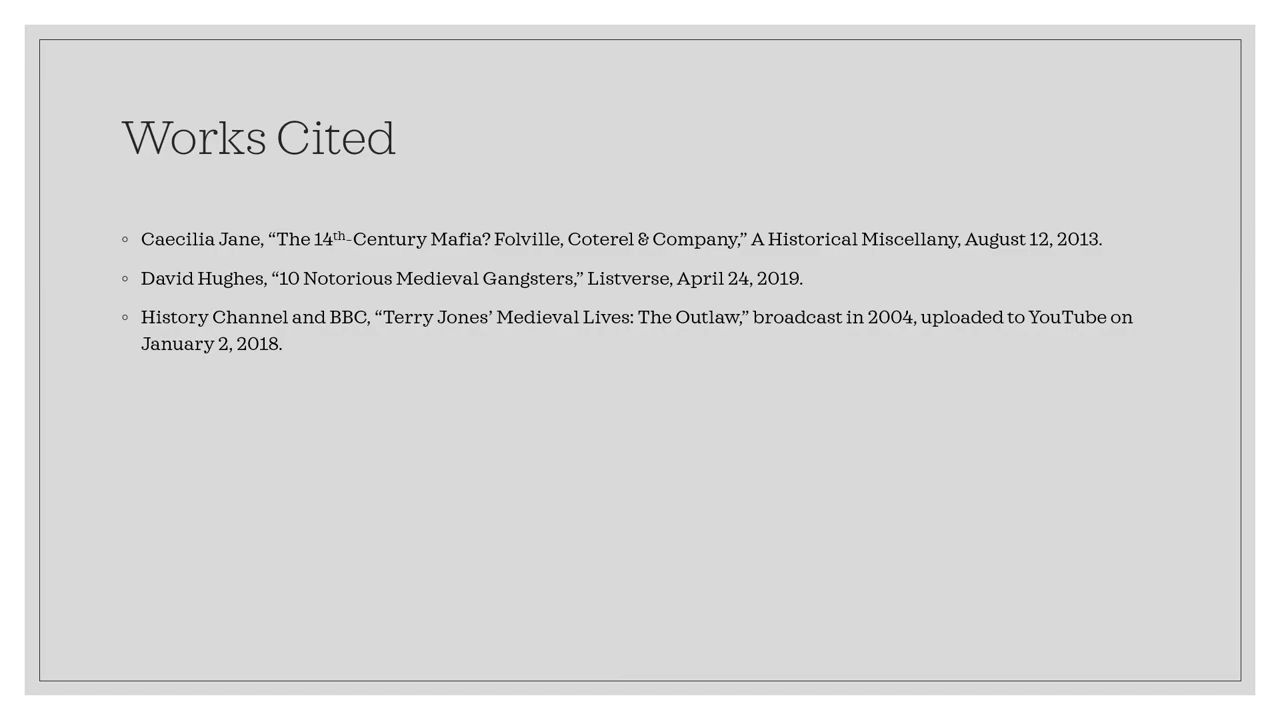 Works Cited
◦ Caecilia Jane, “The 14th-Century Mafia? Folville, Coterel & Company,” A Historical Miscellany, August 12, 2013.
◦ David Hughes, “10 Notorious Medieval Gangsters,” Listverse, April 24, 2019.
◦ History Channel and BBC, “Terry Jones’ Medieval Lives: The Outlaw,” broadcast in 2004, uploaded to YouTube on
January 2, 2018.